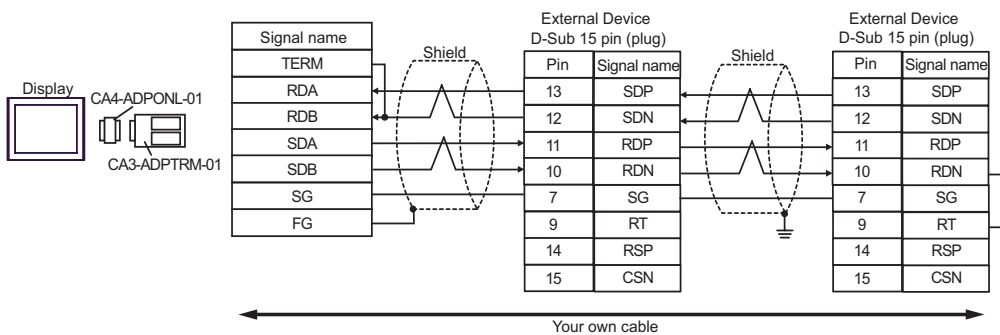 Display
CA4-ADPONL-01
CA3-ADPTRM-01
Signal name
TERM
RDA
RDB
SDA
SDB
SG
FG
Shield
External Device
D-Sub 15 pin (plug)
Pin Signal name
13 SDP
12 SDN
11 RDP
10 RDN
7 SG
9 RT
14 RSP
15 CSN
Shield
External Device
D-Sub 15 pin (plug)
Pin Signal name
13 SDP
12 SDN
11 RDP
10 RDN
7 SG
9 RT
14 RSP
15 CSN
Your own cable